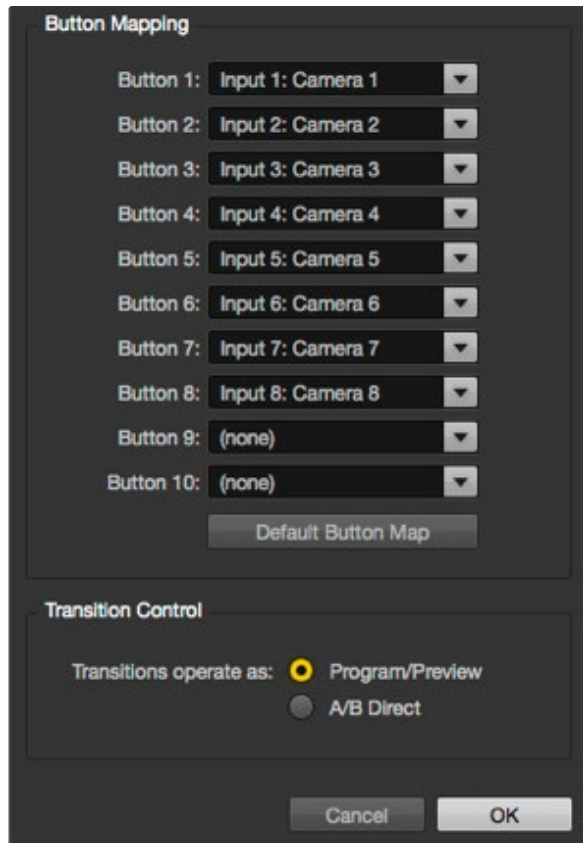 Button Mapping
Button 1: Input 1: Camera 1
Button 2: Input 2: Camera 2
Button 3: Input 3: Camera 3
Button 4: Input 4: Camera 4
Button 5: Input 5: Camera 5
Button 6: Input 6: Camera 6
Button 7: Input 7: Camera 7
Button 8: Input 8: Camera 8
Button 9: (none)
Button 10: (none)
Default Button Map
Transition Control
Transitions operate as: Program/Preview
A/B Direct
Cancel OK